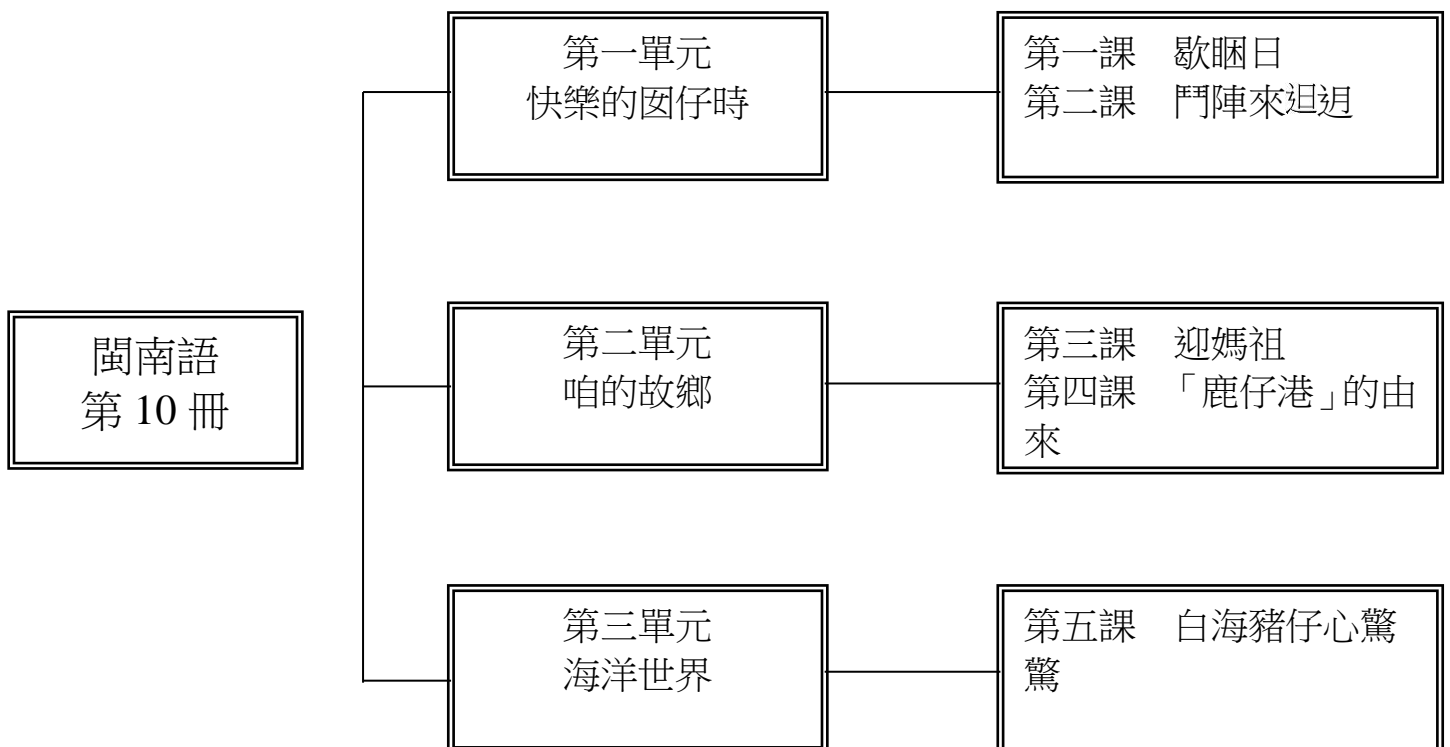 閩南語
第 10 冊
第一單元
快樂的囡仔時
第一課　歇睏日
第二課　鬥陣來𨑨迌
第二單元
咱的故鄉
第三課　迎媽祖
第四課　「鹿仔港」的由
來
第三單元
海洋世界
第五課　白海豬仔心驚
驚